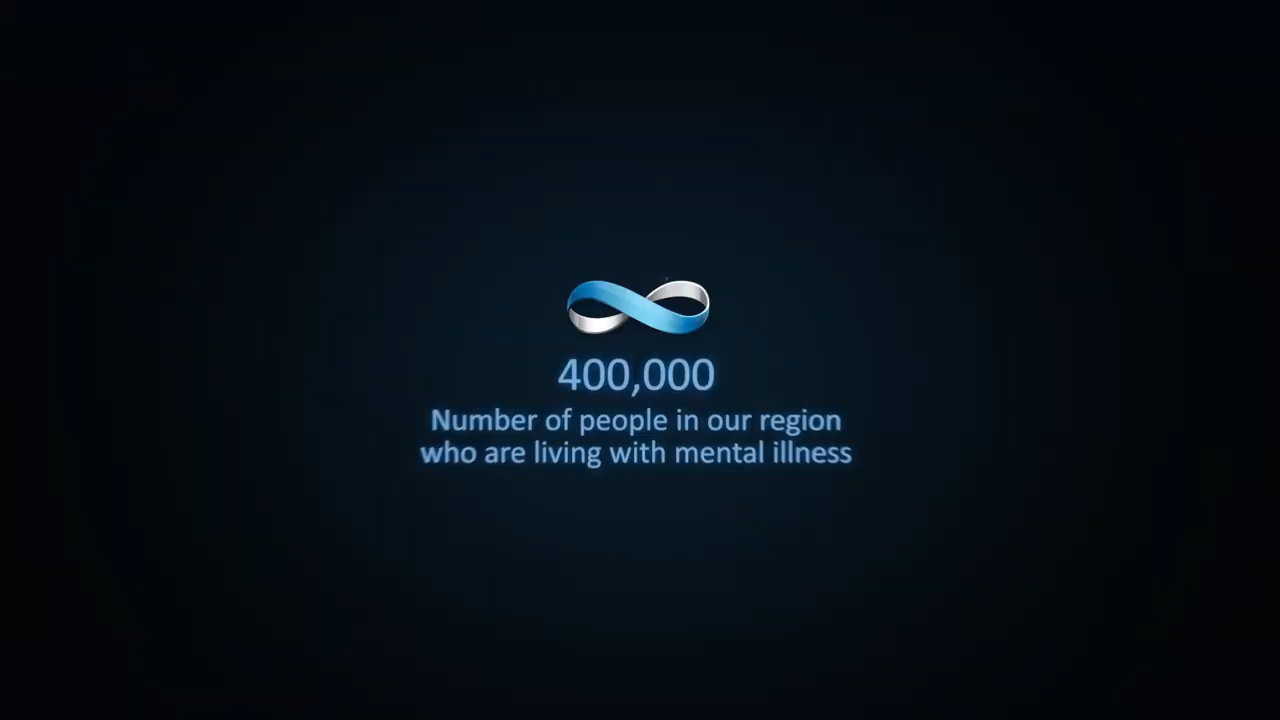 400,000
Number of people in our region
who are living with mental illness